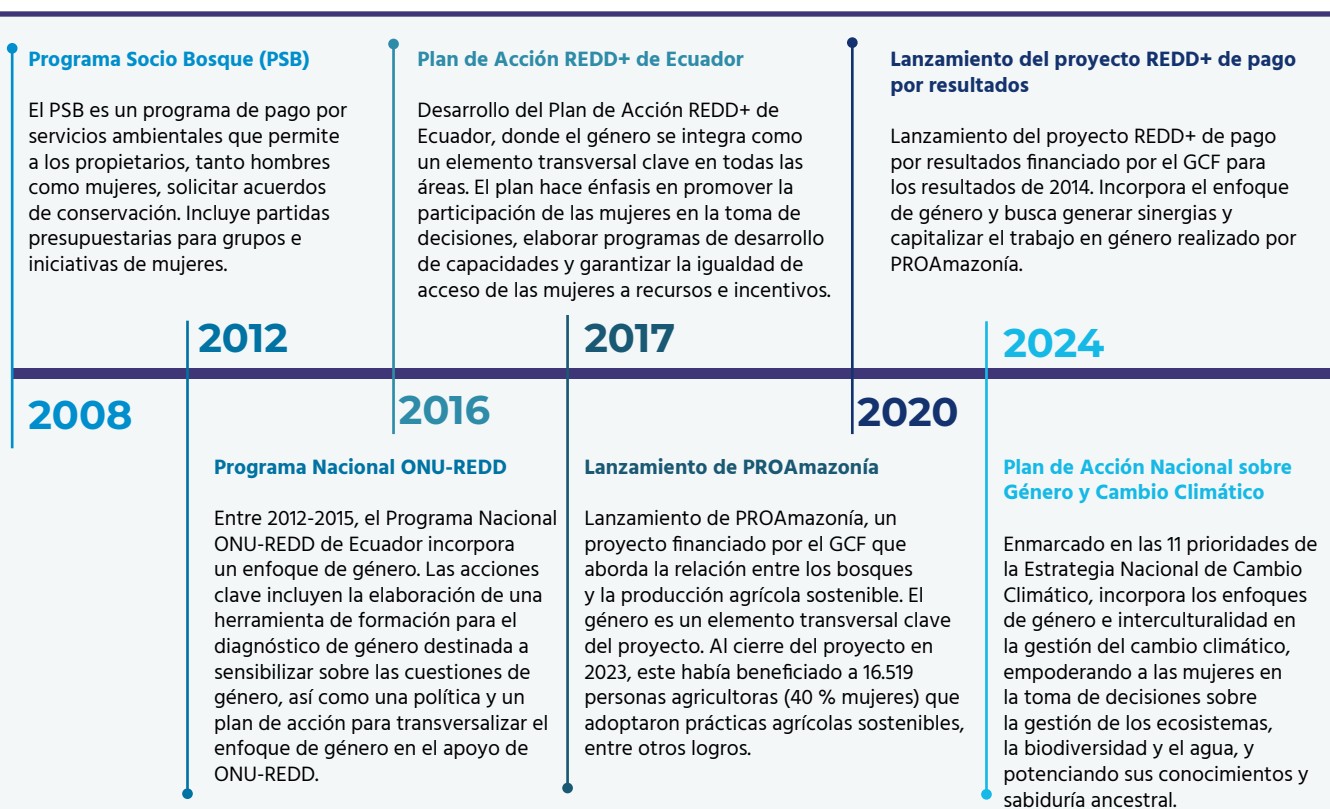 Programa Socio Bosque (PSB)
El PSB es un programa de pago por
servicios ambientales que permite
a los propietarios, tanto hombres
como mujeres, solicitar acuerdos
de conservación. Incluye partidas
presupuestarias para grupos e
iniciativas de mujeres.
2008
2012
Programa Nacional ONU-REDD
Entre 2012-2015, el Programa Nacional
ONU-REDD de Ecuador incorpora
un enfoque de género. Las acciones
clave incluyen la elaboración de una
herramienta de formación para el
diagnóstico de género destinada a
sensibilizar sobre las cuestiones de
género, así como una política y un
plan de acción para transversalizar el
enfoque de género en el apoyo de
ONU-REDD.
Plan de Acción REDD+ de Ecuador
Desarrollo del Plan de Acción REDD+ de
Ecuador, donde el género se integra como
un elemento transversal clave en todas las
áreas. El plan hace énfasis en promover la
participación de las mujeres en la toma de
decisiones, elaborar programas de desarrollo
de capacidades y garantizar la igualdad de
acceso de las mujeres a recursos e incentivos.
2016
2017
Lanzamiento de PROAmazonía
Lanzamiento de PROAmazonía, un
proyecto financiado por el GCF que
aborda la relación entre los bosques
y la producción agrícola sostenible. El
género es un elemento transversal clave
del proyecto. Al cierre del proyecto en
2023, este había beneficiado a 16.519
personas agricultoras (40 % mujeres) que
adoptaron prácticas agrícolas sostenibles,
entre otros logros.
Lanzamiento del proyecto REDD+ de pago
por resultados
Lanzamiento del proyecto REDD+ de pago
por resultados financiado por el GCF para
los resultados de 2014. Incorpora el enfoque
de género y busca generar sinergias y
capitalizar el trabajo en género realizado por
PROAmazonía.
2020
2024
Plan de Acción Nacional sobre
Género y Cambio Climático
Enmarcado en las 11 prioridades de
la Estrategia Nacional de Cambio
Climático, incorpora los enfoques
de género e interculturalidad en
la gestión del cambio climático,
empoderando a las mujeres en
la toma de decisiones sobre
la gestión de los ecosistemas,
la biodiversidad y el agua, y
potenciando sus conocimientos y
sabiduría ancestral.